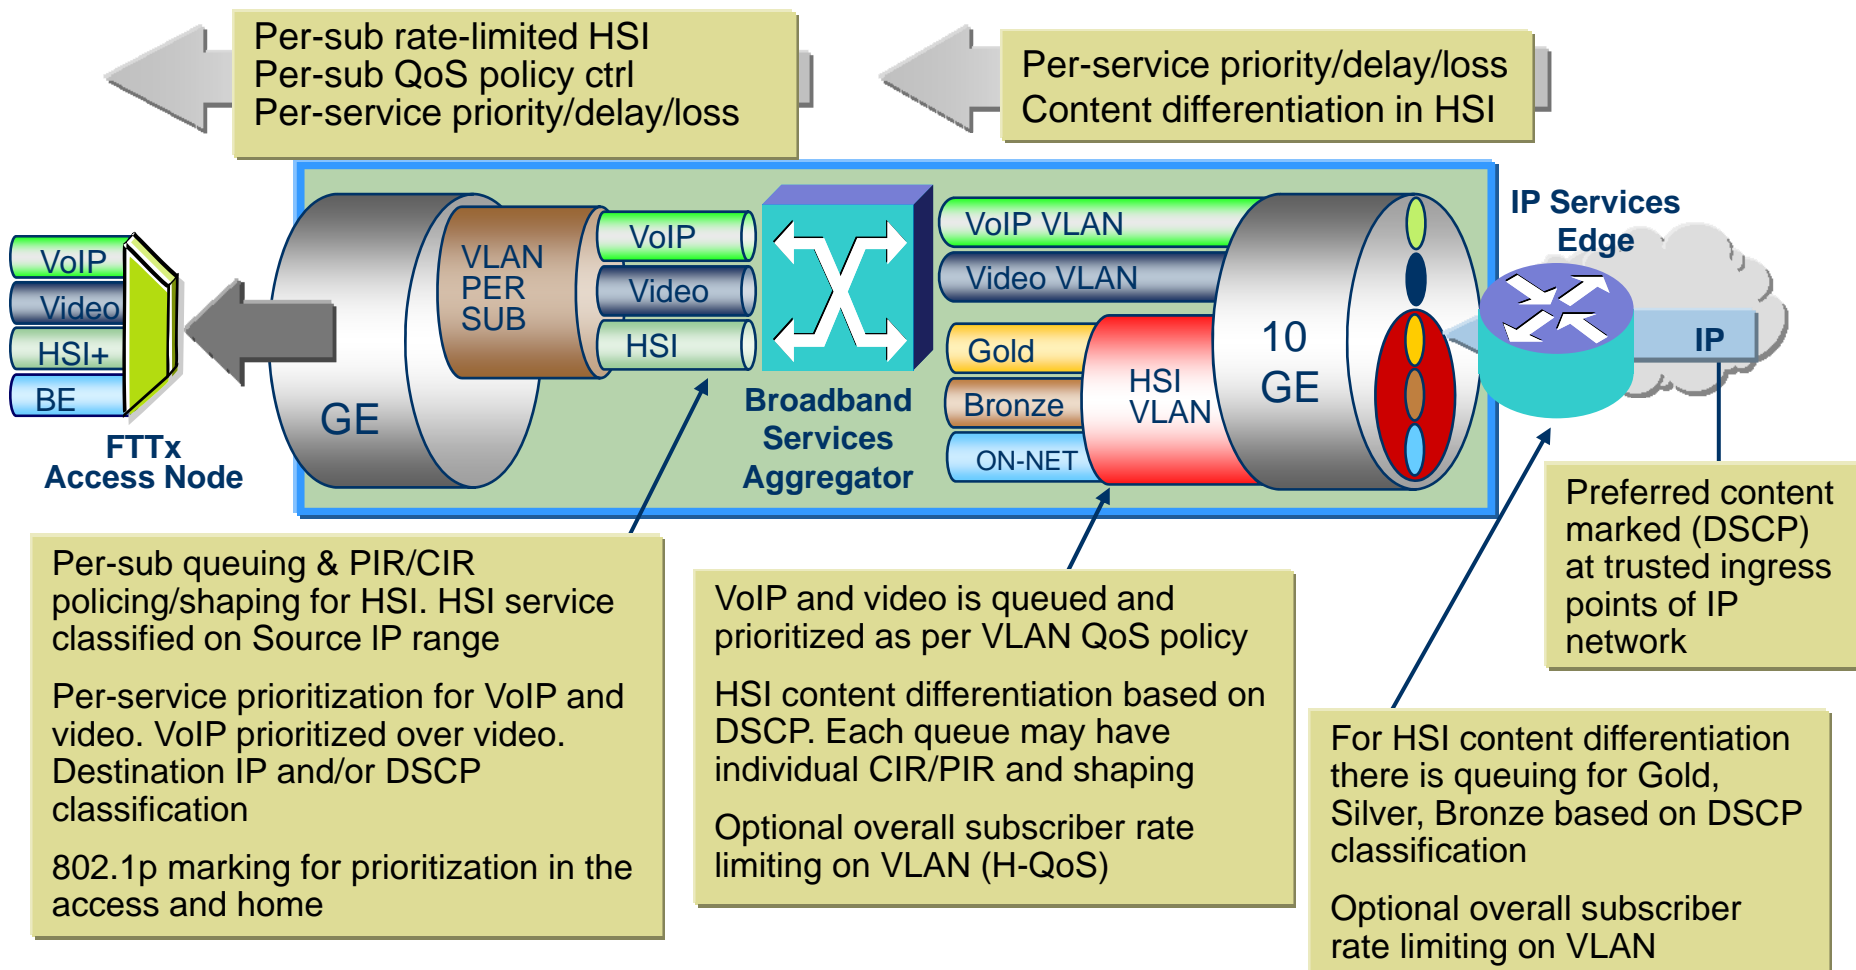 Per-sub rate-limited HSI
Per-sub QoS policy ctrl
Per-service priority/delay/loss
Per-service priority/delay/loss
Content differentiation in HSI
VoIP
Video
HSI+
BE
FTTx
Access Node
GE
VLAN
PER
SUB
VoIP
Video
HSI
Broadband
Services
Aggregator
VoIP VLAN
Video VLAN
Gold
Bronze
ON-NET
HSI
VLAN
10
GE
IP Services
Edge
IP
Per-sub queuing & PIR/CIR
policing/shaping for HSI. HSI service
classified on Source IP range
Per-service prioritization for VoIP and
video. VoIP prioritized over video.
Destination IP and/or DSCP
classification
802.1p marking for prioritization in the
access and home
VoIP and video is queued and
prioritized as per VLAN QoS policy
HSI content differentiation based on
DSCP. Each queue may have
individual CIR/PIR and shaping
Optional overall subscriber rate
limiting on VLAN (H-QoS)
For HSI content differentiation
there is queuing for Gold,
Silver, Bronze based on DSCP
classification
Optional overall subscriber
rate limiting on VLAN
Preferred content
marked (DSCP)
at trusted ingress
points of IP
network